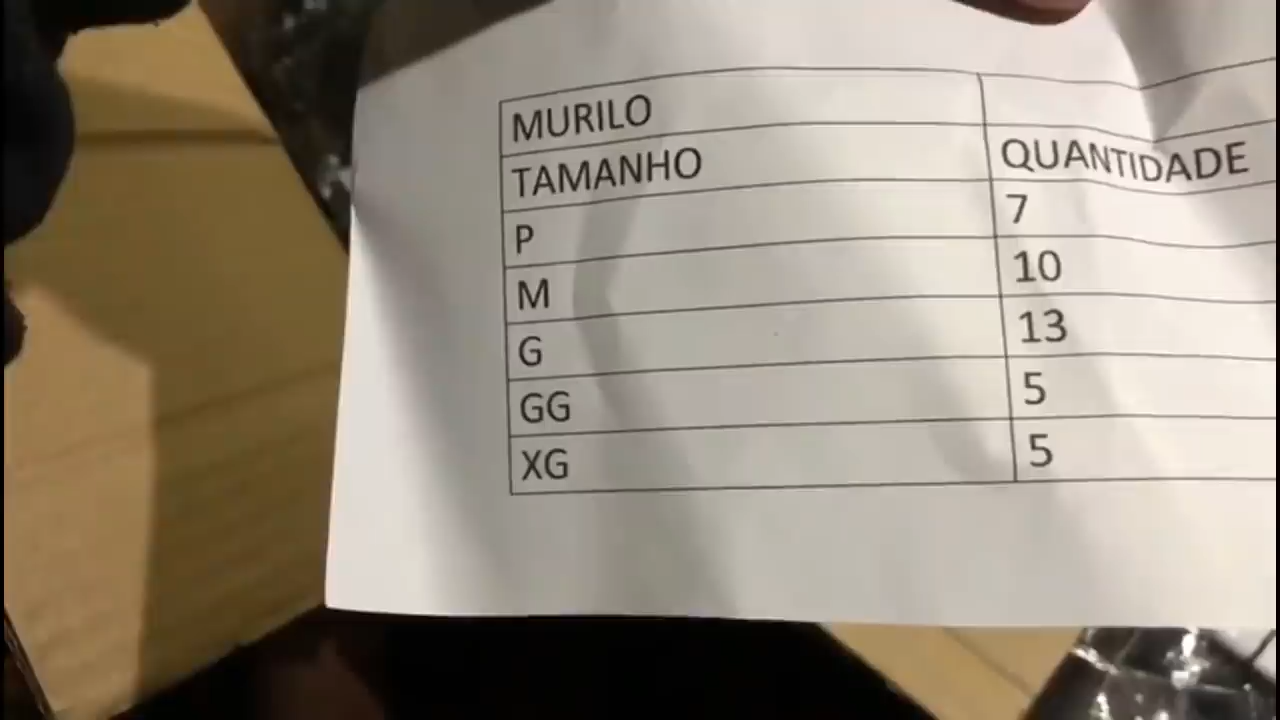 MURILO
TAMANHO QUANTIDADE
P 7
M 10
G 13
GG 5
XG 5